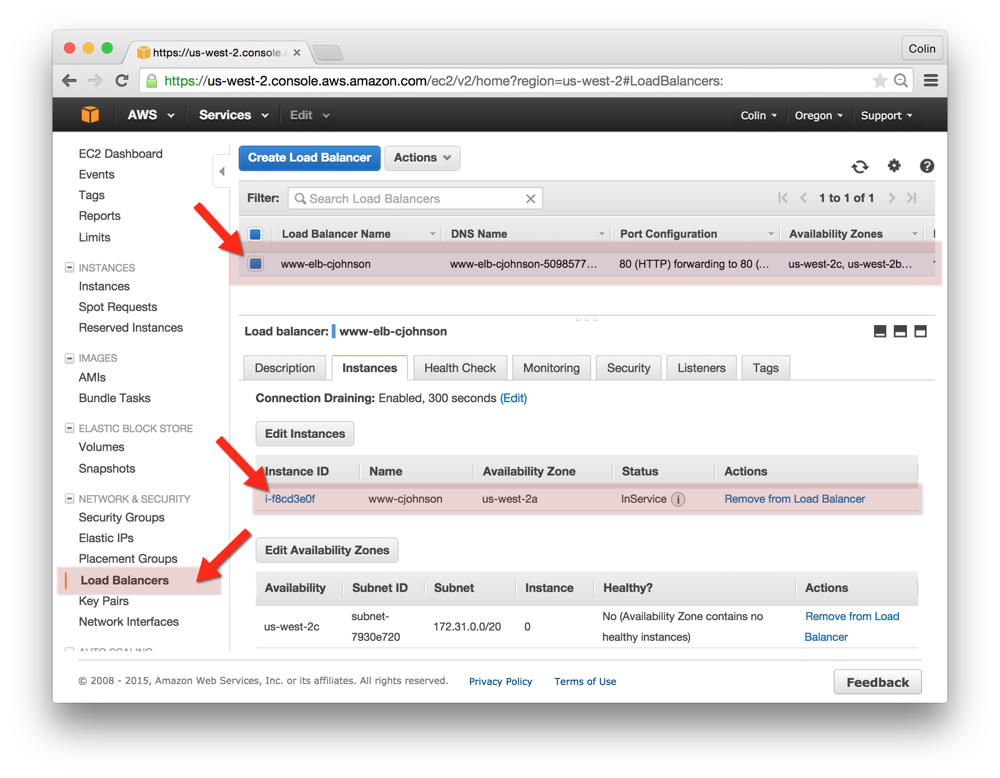 https://us-west-2.console.a
Colin
https://us-west-2.console.aws.amazon.com/ec2/v2/home?region=us-west-2#LoadBalancers:
AWS Services Edit Colin Oregon Support
EC2 Dashboard
Events
Tags
Reports
Limits
INSTANCES
Instances
Spot Requests
Reserved Instances
IMAGES
AMIs
Bundle Tasks
ELASTIC BLOCK STORE
Volumes
Snapshots
NETWORK & SECURITY
Security Groups
Elastic IPs
Placement Groups
Load Balancers
Key Pairs
Network Interfaces
AUTO SCALING
Create Load Balancer Actions
Filter: Search Load Balancers 1 to 1 of 1
Load Balancer Name DNS Name Port Configuration Availability Zones
www-elb-cjohnson www-elb-cjohnson-5098577... 80 (HTTP) forwarding to 80 (... us-west-2c, us-west-2b...
Load balancer: www-elb-cjohnson
Description Instances Health Check Monitoring Security Listeners Tags
Connection Draining: Enabled, 300 seconds (Edit)
Edit Instances
Instance ID Name Availability Zone Status Actions
i-f8cd3e0f www-cjohnson us-west-2a InService Remove from Load Balancer
Edit Availability Zones
Availability Subnet ID Subnet Instance Healthy? Actions
us-west-2c subnet- 172.31.0.0/20 0 No (Availability Zone contains no Remove from Load
7930e720 healthy instances) Balancer
© 2008 - 2015, Amazon Web Services, Inc. or its affiliates. All rights reserved. Privacy Policy Terms of Use Feedback